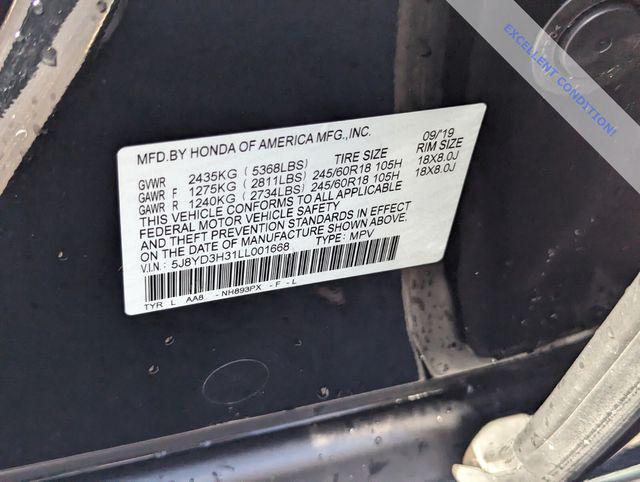 EXCELLENT CONDITION!
MFD.BY HONDA OF AMERICA MFG.,INC. 09/19
TIRE SIZE RIM SIZE
GVWR 2435KG ( 5368LBS)
GAWR F 1275KG ( 2811LBS) 245/60R18 105H 18X8.0J
GAWR R 1240KG ( 2734LBS) 245/60R18 105H 18X8.0J
THIS VEHICLE CONFORMS TO ALL APPLICABLE
FEDERAL MOTOR VEHICLE SAFETY
AND THEFT PREVENTION STANDARDS IN EFFECT
ON THE DATE OF MANUFACTURE SHOWN ABOVE.
V.I.N.: 5J8YD3H31LL001668 TYPE: MPV
TYR L AA8 - NH893PX - F - L